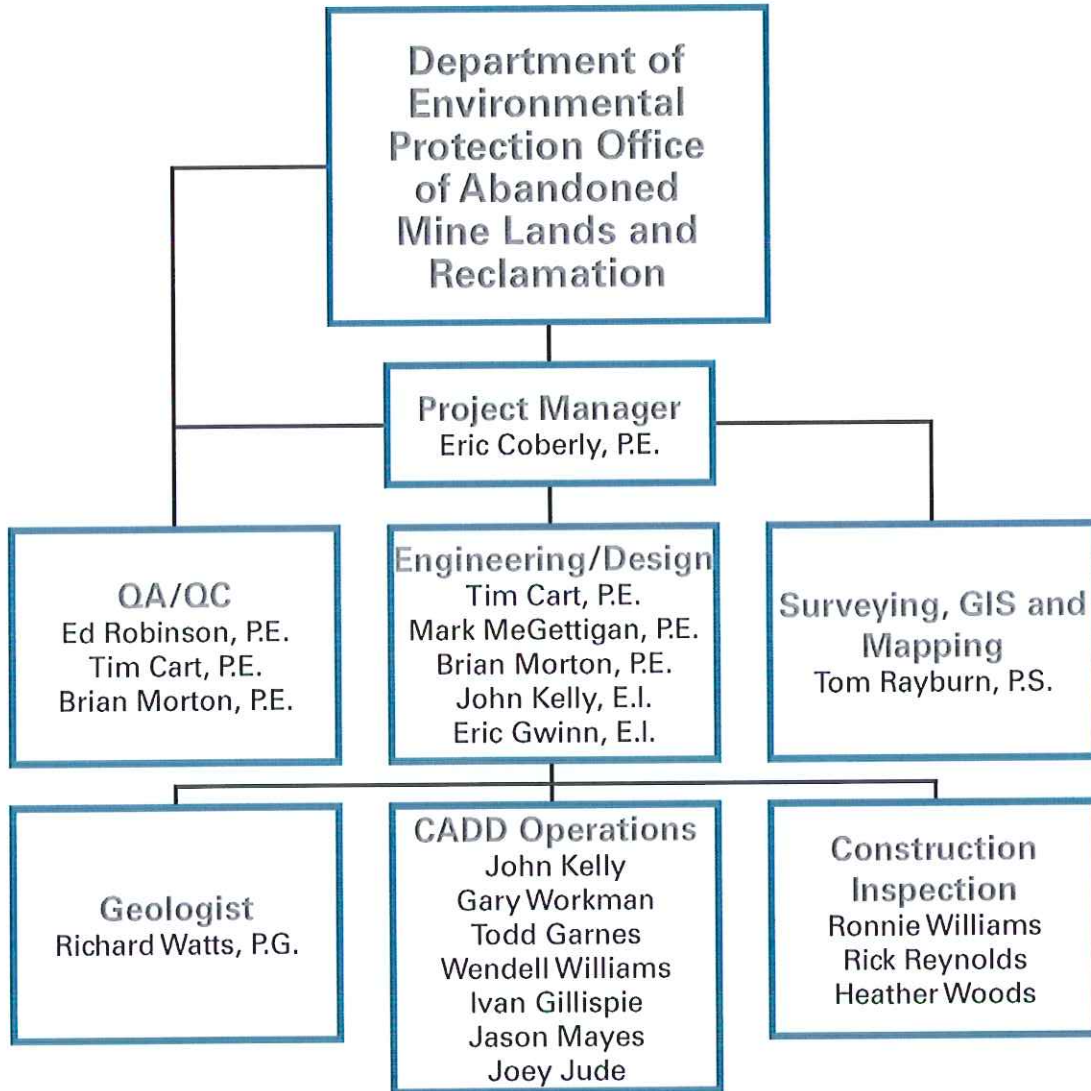 Department of
Environmental
Protection Office
of Abandoned
Mine Lands and
Reclamation
Project Manager
Eric Coberly, P.E.
QA/QC
Ed Robinson, P.E.
Tim Cart, P.E.
Brian Morton, P.E.
Engineering/Design
Tim Cart, P.E.
Mark MeGettigan, P.E.
Brian Morton, P.E.
John Kelly, E.I.
Eric Gwinn, E.I.
Surveying, GIS and
Mapping
Tom Rayburn, P.S.
Geologist
Richard Watts, P.G.
CADD Operations
John Kelly
Gary Workman
Todd Garnes
Wendell Williams
Ivan Gillispie
Jason Mayes
Joey Jude
Construction
Inspection
Ronnie Williams
Rick Reynolds
Heather Woods